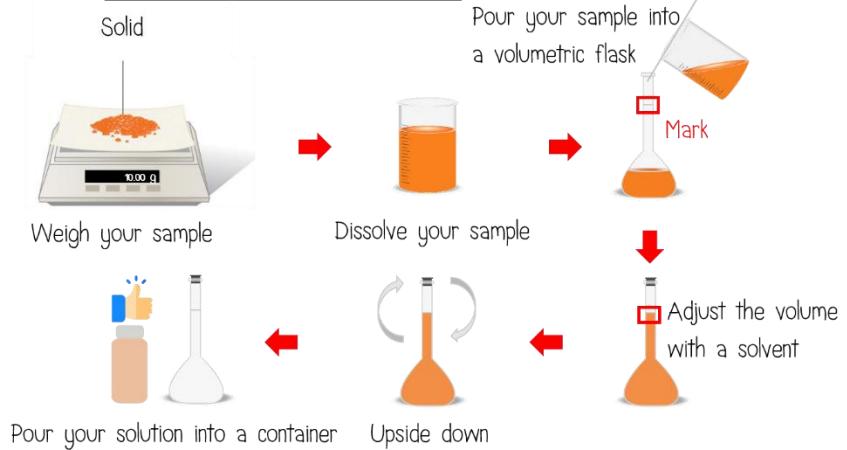 Solid
Pour your sample into
a volumetric flask
Mark
10.00 g
Weigh your sample
Dissolve your sample
Adjust the volume
with a solvent
Pour your solution into a container
Upside down